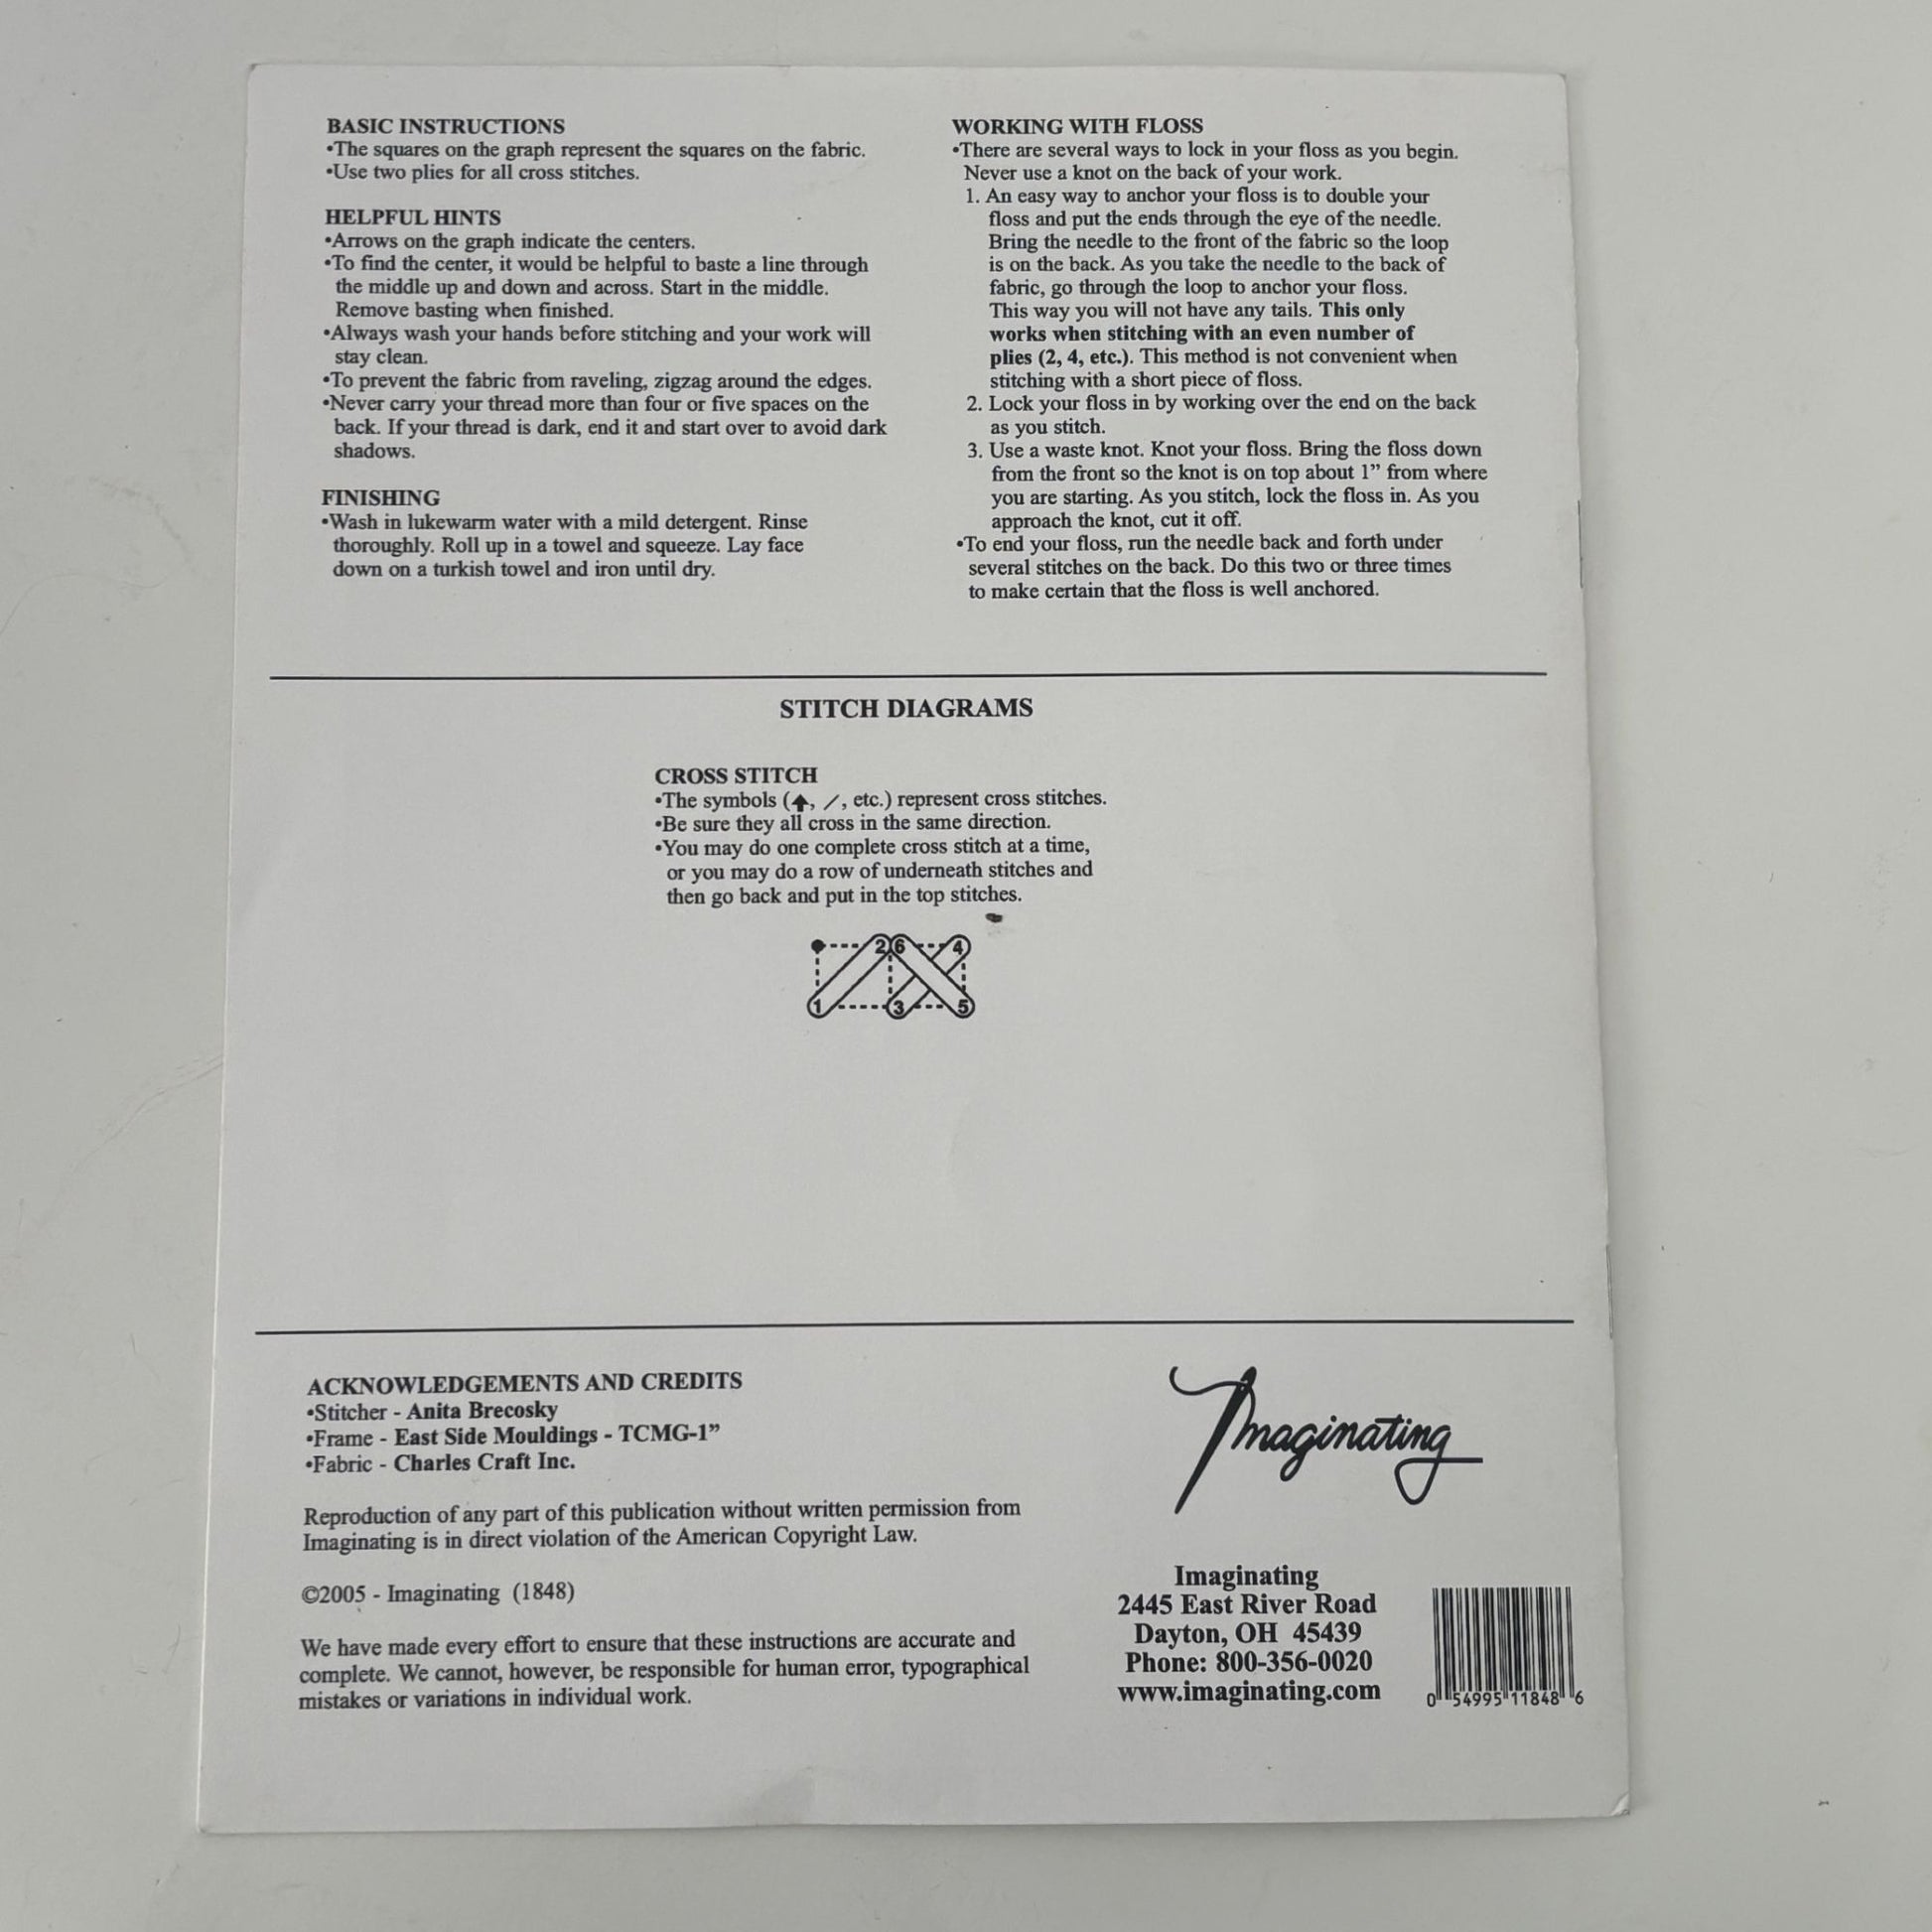 BASIC INSTRUCTIONS
•The squares on the graph represent the squares on the fabric.
•Use two plies for all cross stitches.
HELPFUL HINTS
•Arrows on the graph indicate the centers.
•To find the center, it would be helpful to baste a line through
the middle up and down and across. Start in the middle.
Remove basting when finished.
•Always wash your hands before stitching and your work will
stay clean.
•To prevent the fabric from raveling, zigzag around the edges.
•Never carry your thread more than four or five spaces on the
back. If your thread is dark, end it and start over to avoid dark
shadows.
FINISHING
•Wash in lukewarm water with a mild detergent. Rinse
thoroughly. Roll up in a towel and squeeze. Lay face
down on a turkish towel and iron until dry.
WORKING WITH FLOSS
•There are several ways to lock in your floss as you begin.
Never use a knot on the back of your work.
1. An easy way to anchor your floss is to double your
floss and put the ends through the eye of the needle.
Bring the needle to the front of the fabric so the loop
is on the back. As you take the needle to the back of
fabric, go through the loop to anchor your floss.
This way you will not have any tails. This only
works when stitching with an even number of
plies (2, 4, etc.). This method is not convenient when
stitching with a short piece of floss.
2. Lock your floss in by working over the end on the back
as you stitch.
3. Use a waste knot. Knot your floss. Bring the floss down
from the front so the knot is on top about 1” from where
you are starting. As you stitch, lock the floss in. As you
approach the knot, cut it off.
•To end your floss, run the needle back and forth under
several stitches on the back. Do this two or three times
to make certain that the floss is well anchored.
STITCH DIAGRAMS
CROSS STITCH
•The symbols (↑, /, etc.) represent cross stitches.
•Be sure they all cross in the same direction.
•You may do one complete cross stitch at a time,
or you may do a row of underneath stitches and
then go back and put in the top stitches.
2 6 4
1 3 5
ACKNOWLEDGEMENTS AND CREDITS
•Stitcher - Anita Brecosky
•Frame - East Side Mouldings - TCMG-1”
•Fabric - Charles Craft Inc.
Reproduction of any part of this publication without written permission from
Imaginating is in direct violation of the American Copyright Law.
©2005 - Imaginating (1848)
We have made every effort to ensure that these instructions are accurate and
complete. We cannot, however, be responsible for human error, typographical
mistakes or variations in individual work.
Imaginating
Imaginating
2445 East River Road
Dayton, OH 45439
Phone: 800-356-0020
www.imaginating.com
0 54995 11848 6